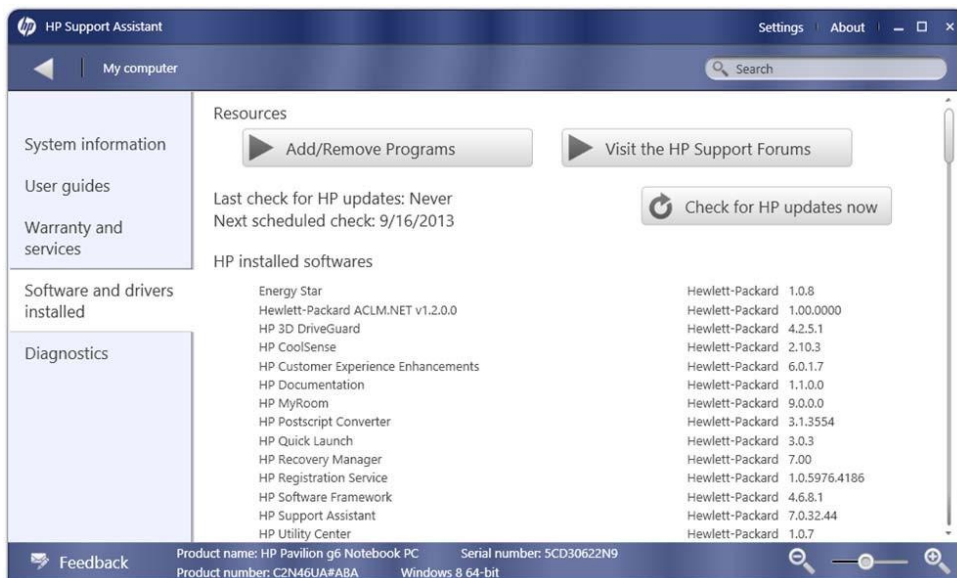 hp HP Support Assistant Settings About
My computer Search
System information
User guides
Warranty and
services
Software and drivers
installed
Diagnostics
Resources
Add/Remove Programs Visit the HP Support Forums
Last check for HP updates: Never
Next scheduled check: 9/16/2013
Check for HP updates now
HP installed softwares
Energy Star Hewlett-Packard 1.0.8
Hewlett-Packard ACLM.NET v1.2.0.0 Hewlett-Packard 1.00.0000
HP 3D DriveGuard Hewlett-Packard 4.2.5.1
HP CoolSense Hewlett-Packard 2.10.3
HP Customer Experience Enhancements Hewlett-Packard 6.0.1.7
HP Documentation Hewlett-Packard 1.1.0.0
HP MyRoom Hewlett-Packard 9.0.0.0
HP Postscript Converter Hewlett-Packard 3.1.3554
HP Quick Launch Hewlett-Packard 3.0.3
HP Recovery Manager Hewlett-Packard 7.00
HP Registration Service Hewlett-Packard 1.0.5976.4186
HP Software Framework Hewlett-Packard 4.6.8.1
HP Support Assistant Hewlett-Packard 7.0.32.44
HP Utility Center Hewlett-Packard 1.0.7
Feedback
Product name: HP Pavilion g6 Notebook PC Serial number: 5CD30622N9
Product number: C2N46UA#ABA Windows 8 64-bit